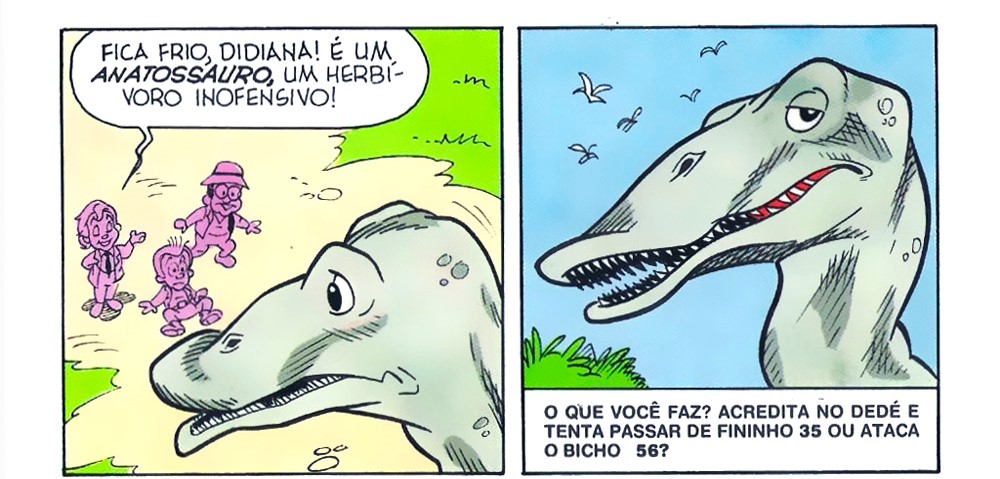 FICA FRIO, DIDIANA! É UM
ANATOSSAURO, UM HERBÍ-
VORO INOFENSIVO!
O QUE VOCÊ FAZ? ACREDITA NO DEDÉ E
TENTA PASSAR DE FININHO 35 OU ATACA
O BICHO 56?